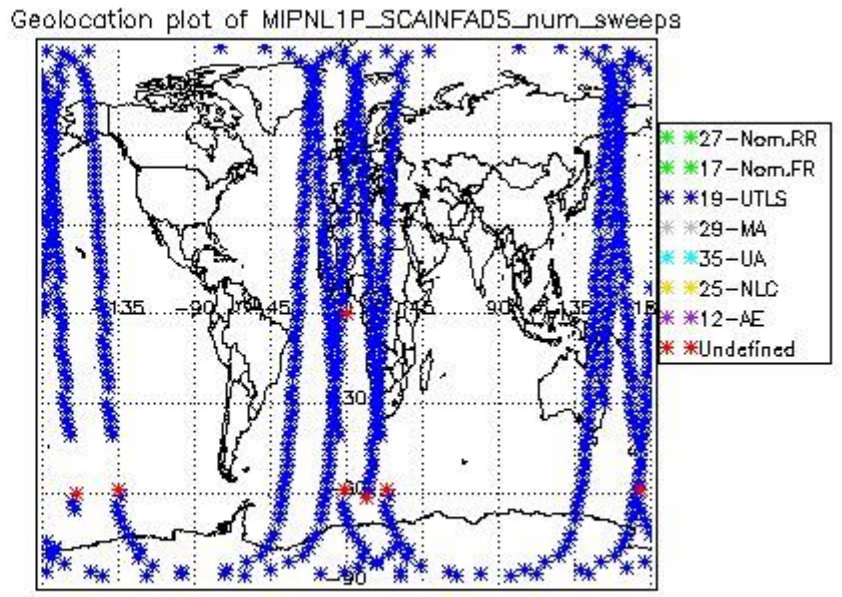 Geolocation plot of MIPNL1P_SCAINFADS_num_sweeps
27-Nom.RR
17-Nom.FR
19-UTLS
29-MA
35-UA
25-NLC
12-AE
Undefined
-135 -90 -45 45 90 135
30
-90